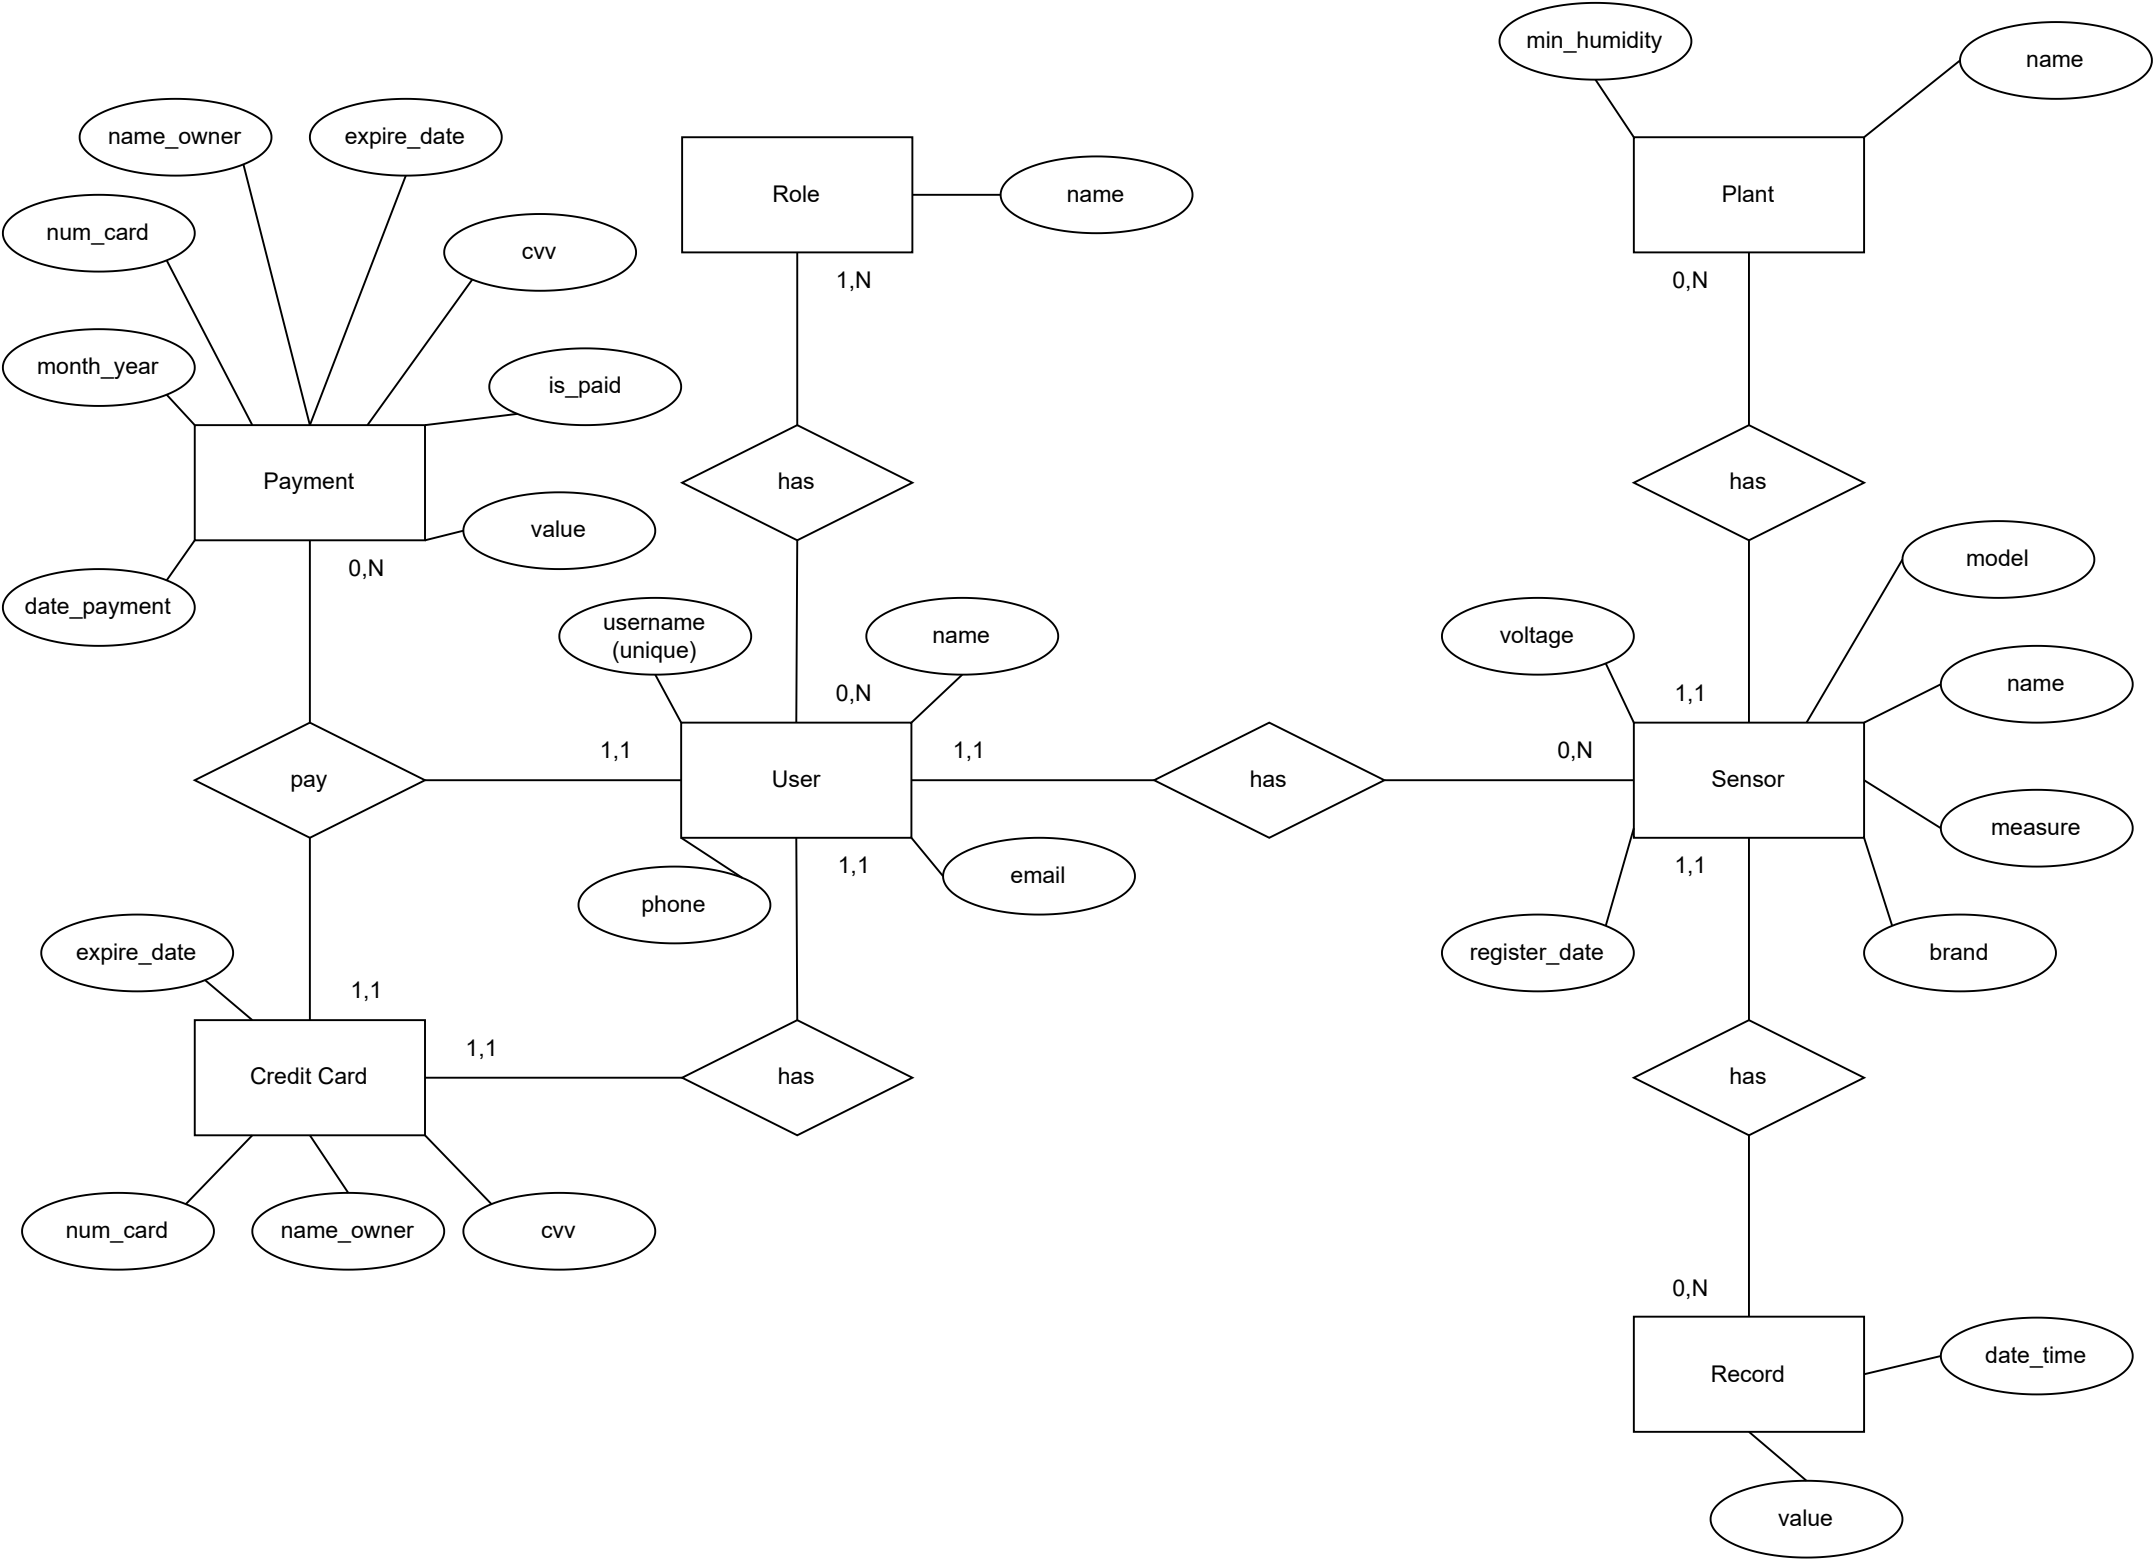 min_humidity
name
name_owner
expire_date
Role
name
Plant
num_card
cvv
1,N
0,N
month_year
is_paid
Payment
has
has
value
0,N
model
date_payment
username
(unique)
name
voltage
0,N
1,1
name
1,1
1,1
0,N
pay
User
has
Sensor
measure
1,1
1,1
email
phone
expire_date
register_date
brand
1,1
1,1
Credit Card
has
has
num_card
name_owner
cvv
0,N
date_time
Record
value